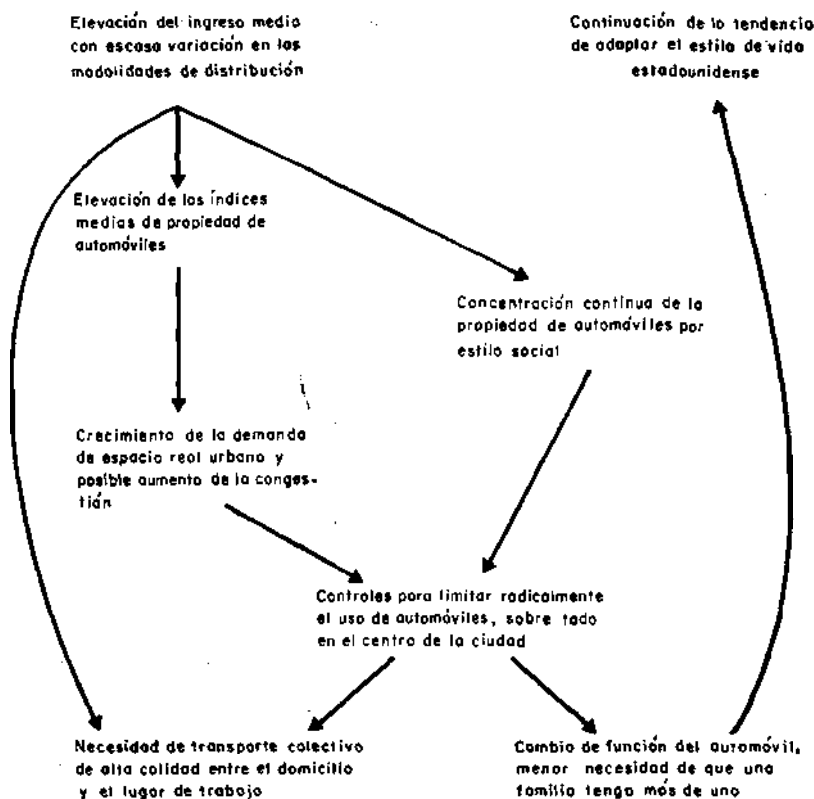 Elevación del ingreso medio
con escasa variación en las
modalidades de distribución
Continuación de la tendencia
de adaptar el estilo de vida
estadounidense
Elevación de los índices
medias de propiedad de
automóviles
Concentración continua de la
propiedad de automóviles por
estilo social
Crecimiento de la demanda
de espacio real urbano y
posible aumento de la conges-
tián
Controles para limitar radicalmente
el uso de automóviles, sobre todo
en el centro de la ciudad
Necesidad de transporte colectivo
de alta calidad entre el domicilio
y el lugar de trabajo
Cambio de función del automóvil,
menor necesidad de que una
familia tenga más de uno